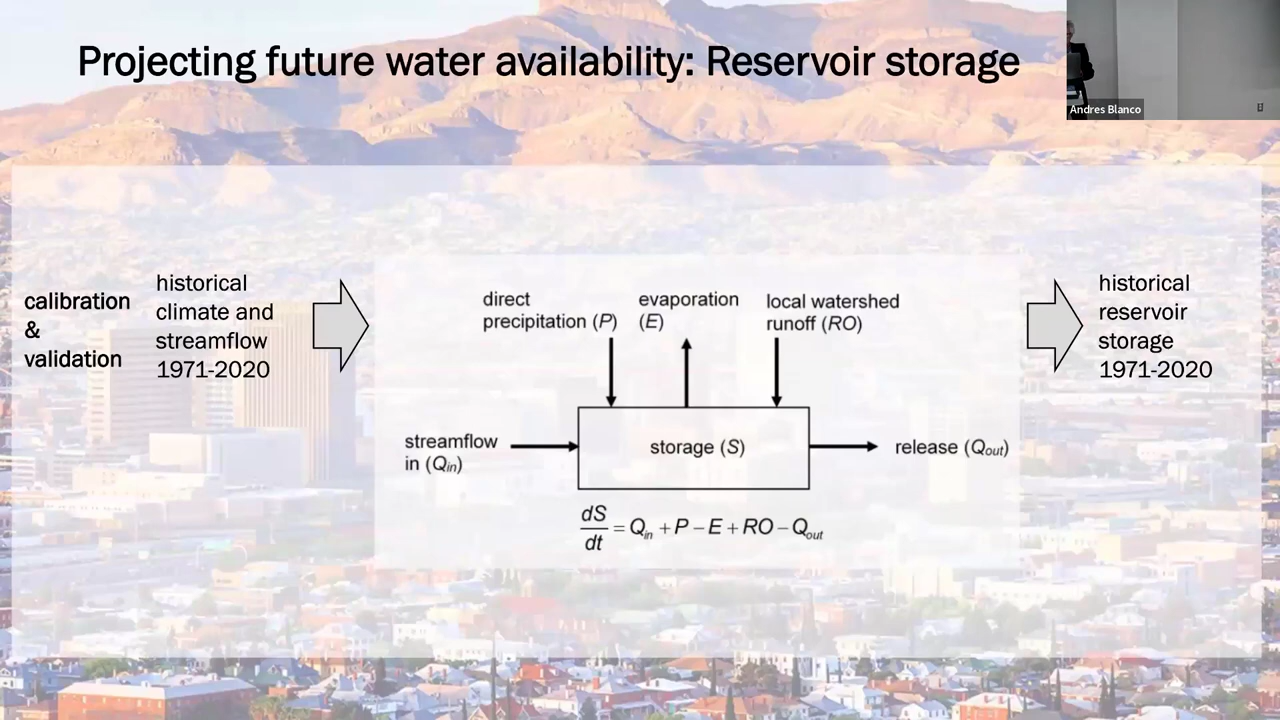 Projecting future water availability: Reservoir storage
Andres Blanco
calibration
&
validation
historical
climate and
streamflow
1971-2020
direct
precipitation (P)
evaporation
(E)
local watershed
runoff (RO)
streamflow
in (Qin)
storage (S)
release (Qout)
dS/dt = Qin + P − E + RO − Qout
historical
reservoir
storage
1971-2020